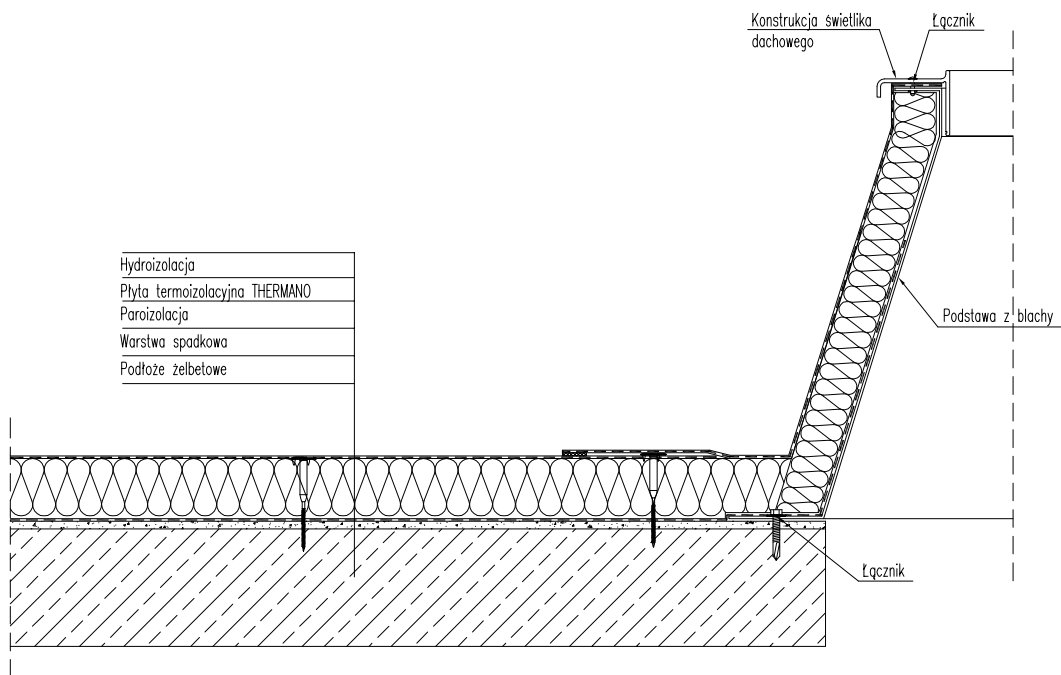 Konstrukcja świetlika
dachowego
Łącznik
Hydroizolacja
Płyta termoizolacyjna THERMANO
Paroizolacja
Warstwa spadkowa
Podłoże żelbetowe
Podstawa z blachy
Łącznik